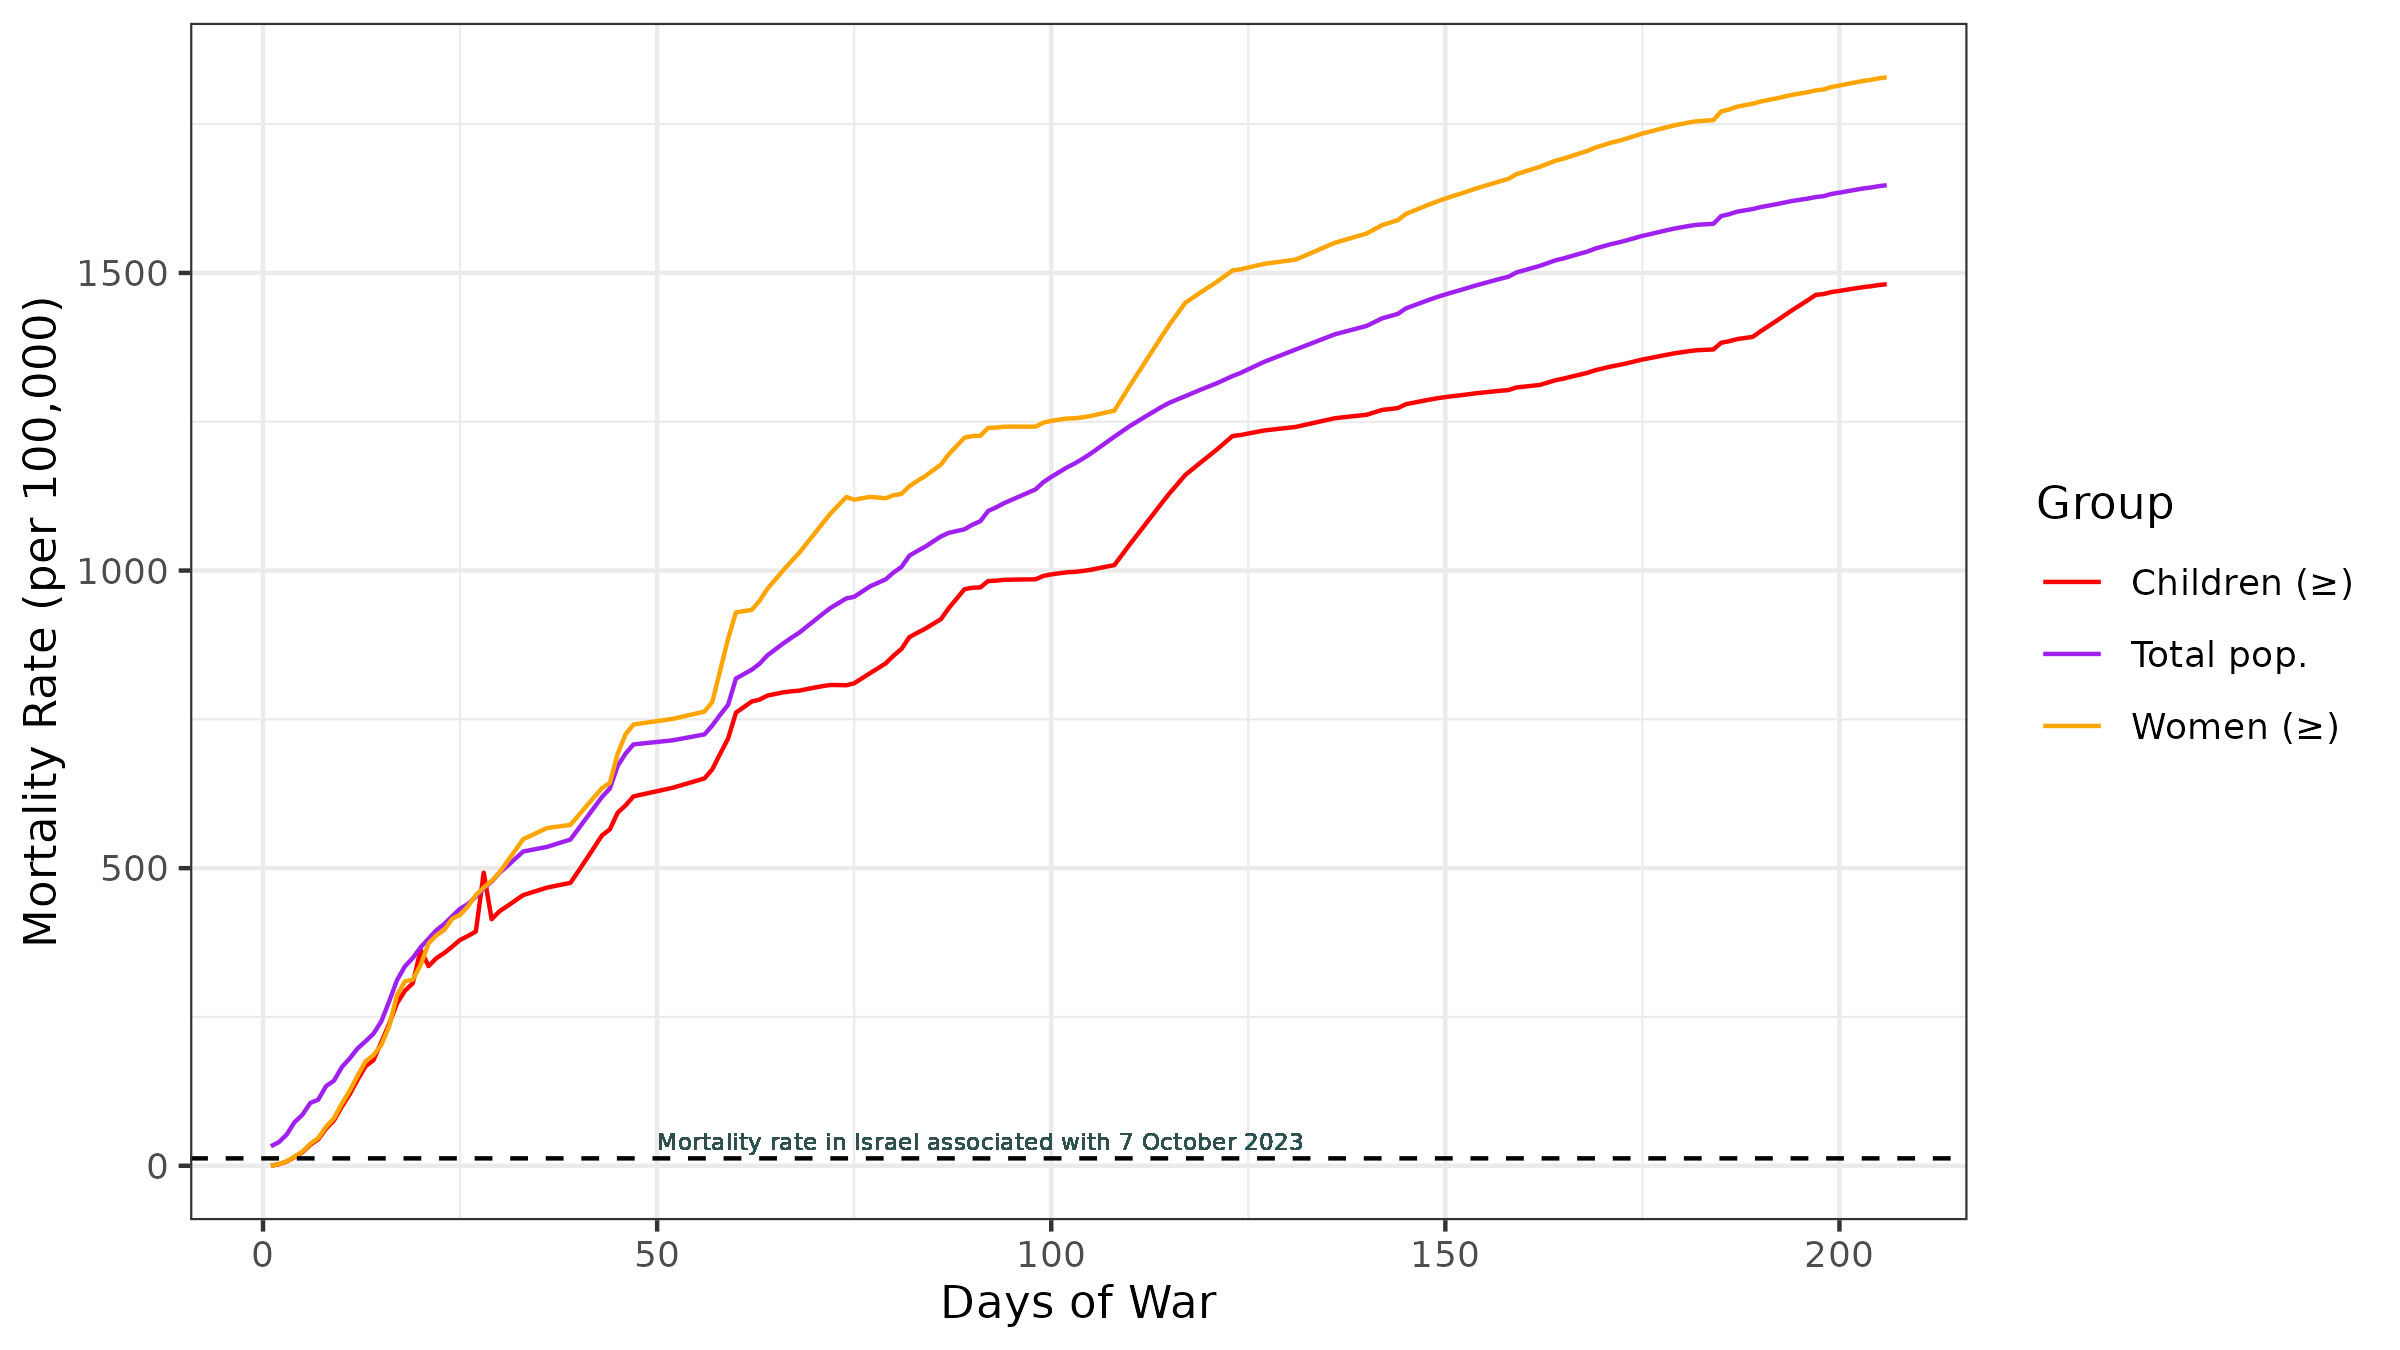 Mortality Rate (per 100,000)
1500
1000
500
0
Mortality rate in Israel associated with 7 October 2023
0 50 100 150 200
Days of War
Group
Children (≥)
Total pop.
Women (≥)